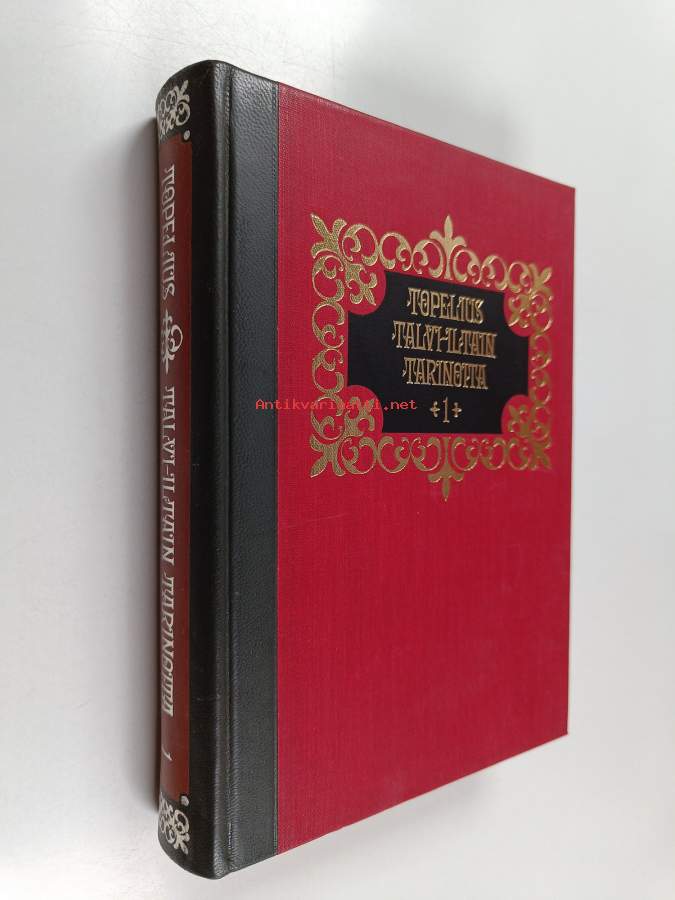 TOPELIUS TALVI-ILTAIN TARINOITA 1
TOPELIUS
TALVI-ILTAIN
TARINOITA
1
Antikvariaatti.net